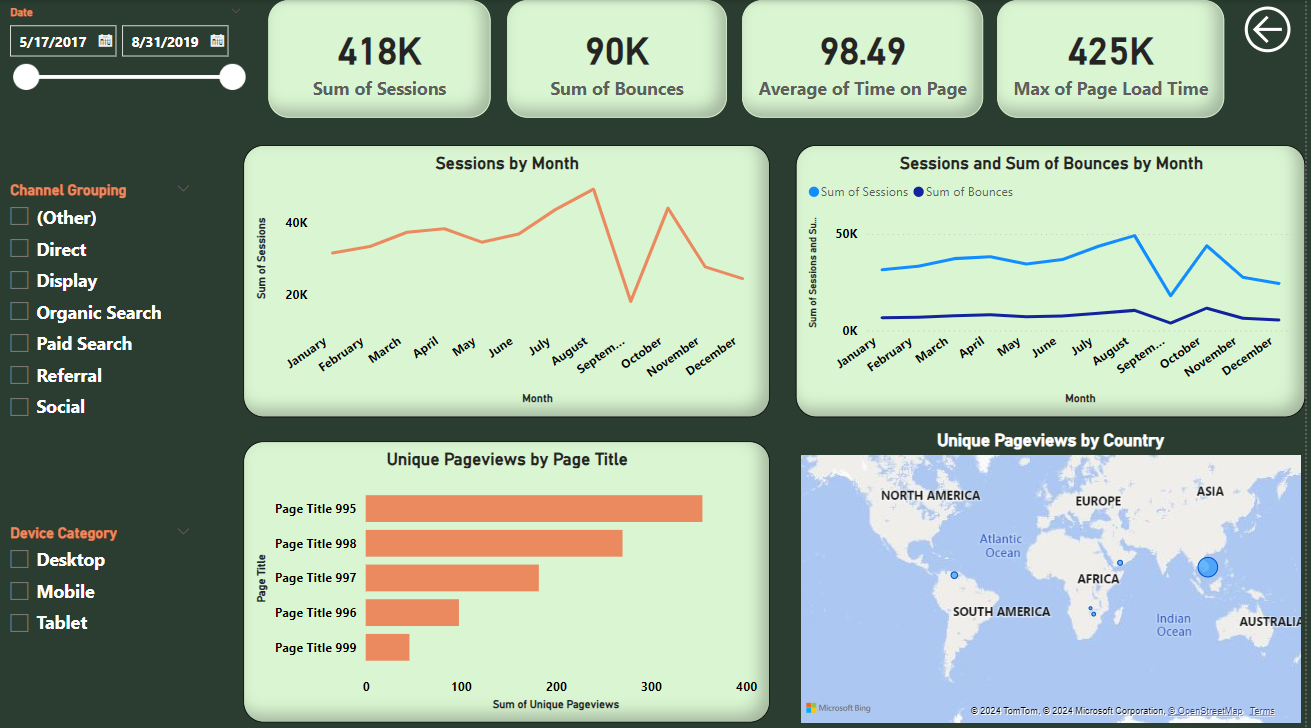 Date
5/17/2017
8/31/2019
418K
Sum of Sessions
90K
Sum of Bounces
98.49
Average of Time on Page
425K
Max of Page Load Time
Channel Grouping
(Other)
Direct
Display
Organic Search
Paid Search
Referral
Social
Device Category
Desktop
Mobile
Tablet
Sessions by Month
Sum of Sessions
40K
20K
January
February
March
April
May
June
July
August
Septem...
October
November
December
Month
Sessions and Sum of Bounces by Month
Sum of Sessions
Sum of Bounces
Sum of Sessions and Su...
50K
0K
January
February
March
April
May
June
July
August
Septem...
October
November
December
Month
Unique Pageviews by Page Title
Page Title
Page Title 995
Page Title 998
Page Title 997
Page Title 996
Page Title 999
0
100
200
300
400
Sum of Unique Pageviews
Unique Pageviews by Country
NORTH AMERICA
EUROPE
ASIA
Atlantic
Ocean
AFRICA
SOUTH AMERICA
Indian
Ocean
AUSTRALIA
Microsoft Bing
© 2024 TomTom, © 2024 Microsoft Corporation, © OpenStreetMap Terms